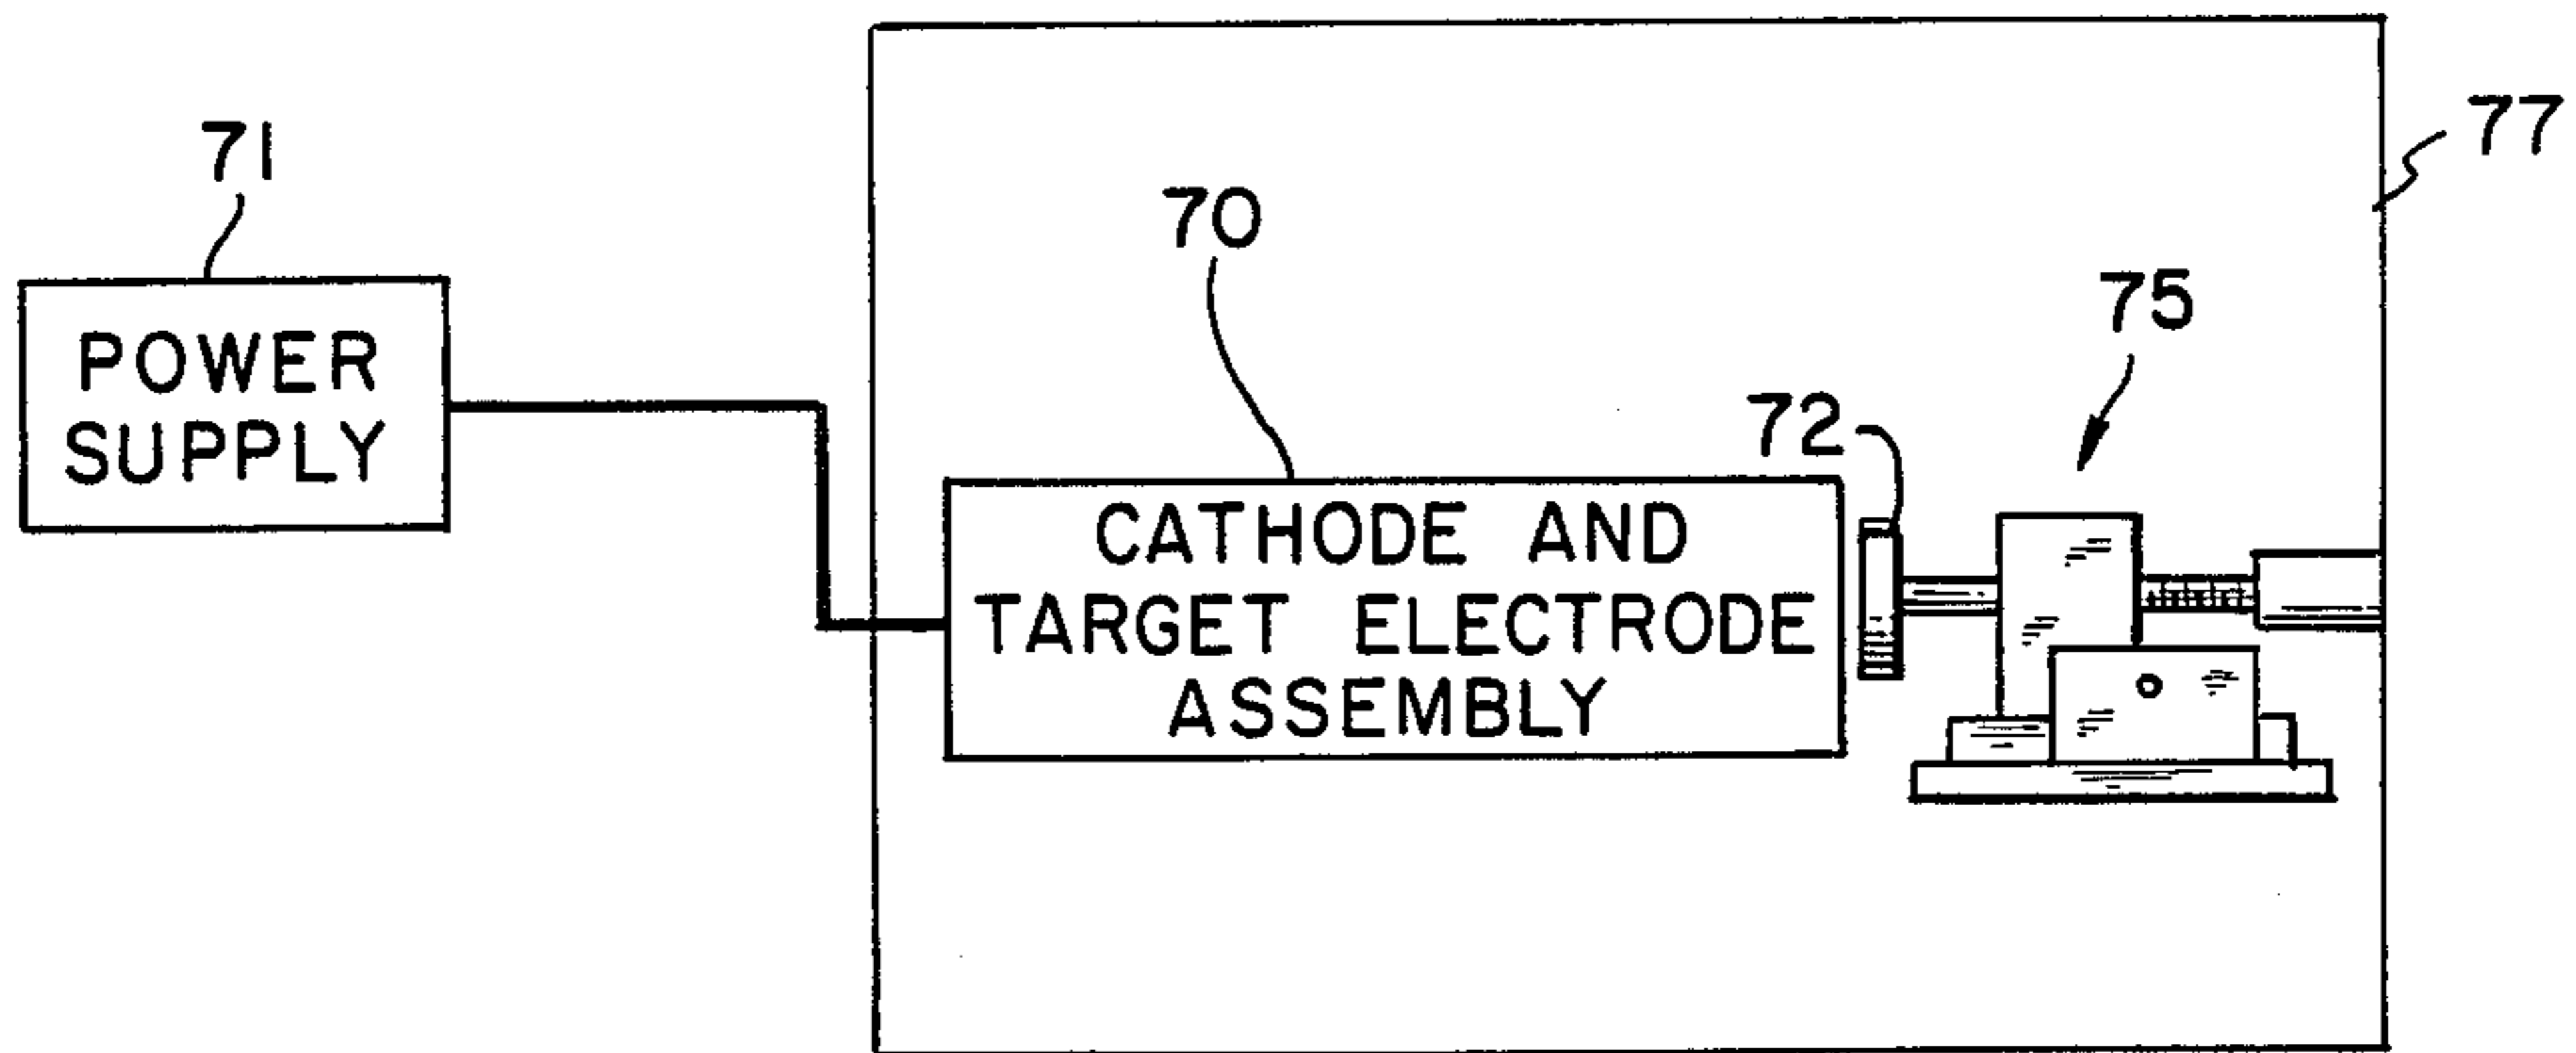 71
POWER
SUPPLY
70
CATHODE AND
TARGET ELECTRODE
ASSEMBLY
72
75
77